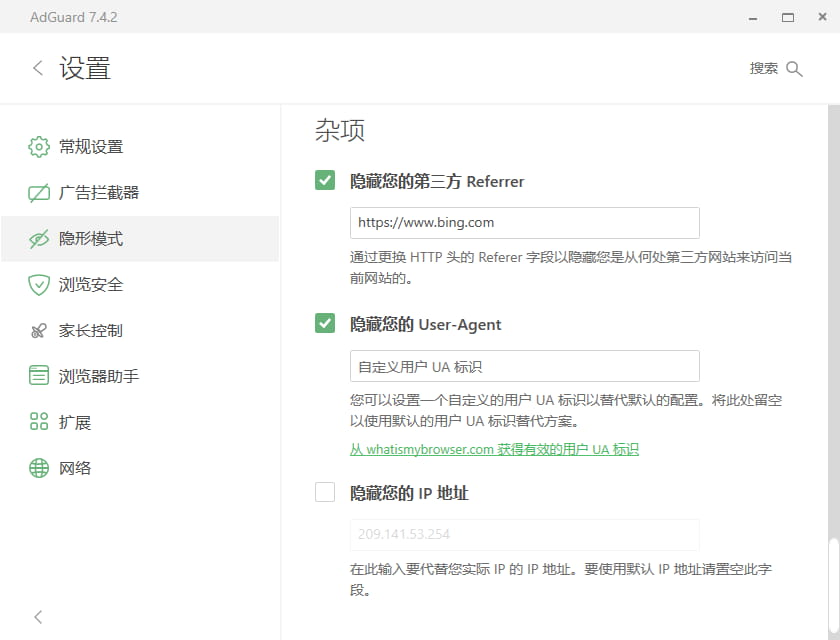 AdGuard 7.4.2
设置
搜索
常规设置
广告拦截器
隐形模式
浏览安全
家长控制
浏览器助手
扩展
网络
杂项
隐藏您的第三方 Referrer
https://www.bing.com
通过更换 HTTP 头的 Referer 字段以隐藏您是从何处第三方网站来访问当
前网站的。
隐藏您的 User-Agent
自定义用户 UA 标识
您可以设置一个自定义的用户 UA 标识以替代默认的配置。将此处留空
以使用默认的用户 UA 标识替代方案。
从 whatismybrowser.com 获得有效的用户 UA 标识
隐藏您的 IP 地址
209.141.53.254
在此输入要代替您实际 IP 的 IP 地址。要使用默认 IP 地址请置空此字
段。